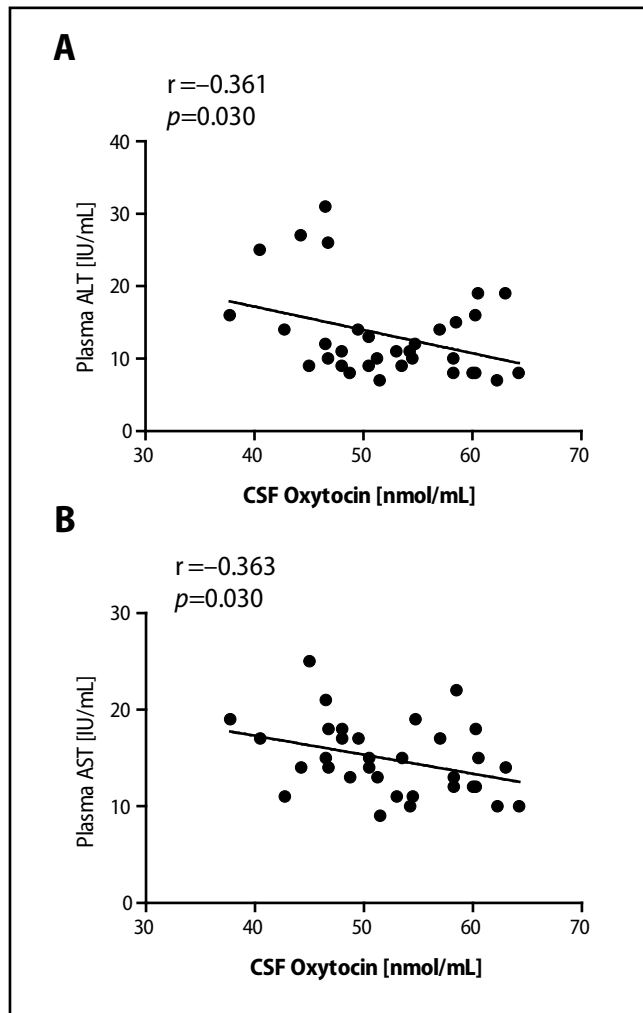 A
r =–0.361
p=0.030
40
30
20
10
0
Plasma ALT [IU/mL]
30 40 50 60 70
CSF Oxytocin [nmol/mL]
B
r =–0.363
p=0.030
30
20
10
0
Plasma AST [IU/mL]
30 40 50 60 70
CSF Oxytocin [nmol/mL]